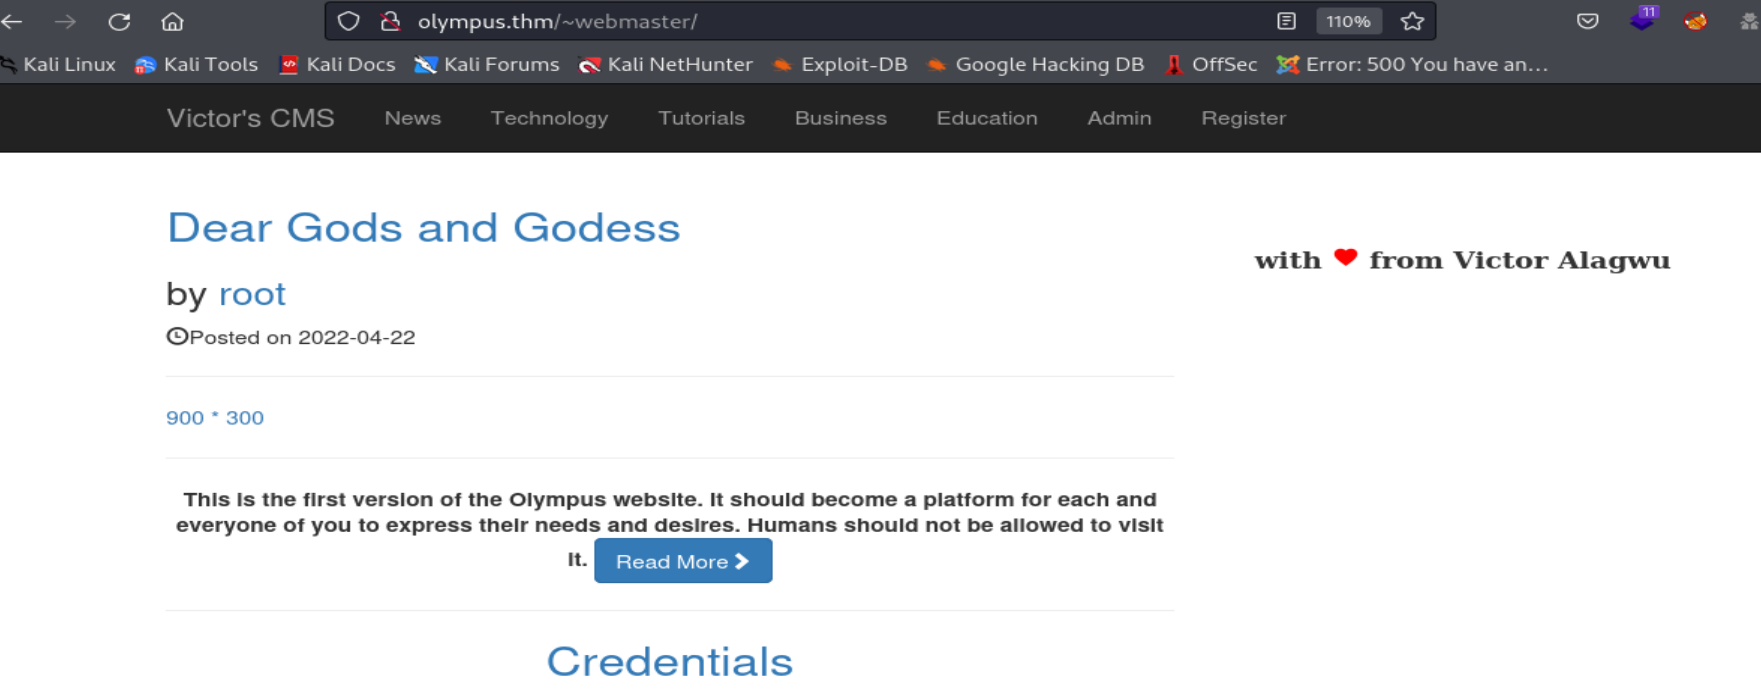 olympus.thm/~webmaster/ 110% 11
Kali Linux Kali Tools Kali Docs Kali Forums Kali NetHunter Exploit-DB Google Hacking DB OffSec Error: 500 You have an...
Victor's CMS News Technology Tutorials Business Education Admin Register
Dear Gods and Godess
with ❤ from Victor Alagwu
by root
Posted on 2022-04-22
900 * 300
This is the first version of the Olympus website. It should become a platform for each and
everyone of you to express their needs and desires. Humans should not be allowed to visit
it. Read More
Credentials